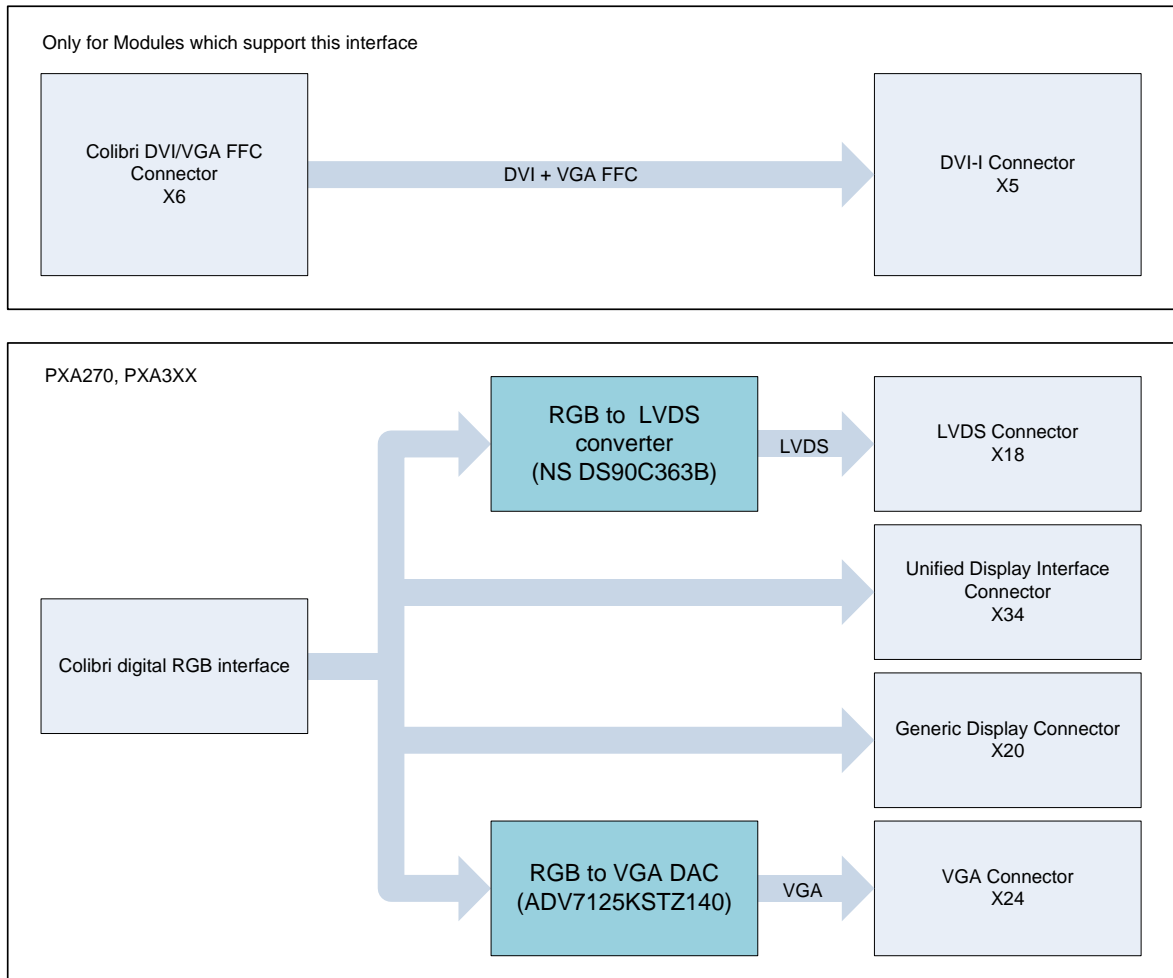 Only for Modules which support this interface
Colibri DVI/VGA FFC
Connector
X6
DVI + VGA FFC
DVI-I Connector
X5
PXA270, PXA3XX
RGB to LVDS
converter
(NS DS90C363B)
LVDS
LVDS Connector
X18
Unified Display Interface
Connector
X34
Colibri digital RGB interface
Generic Display Connector
X20
RGB to VGA DAC
(ADV7125KSTZ140)
VGA
VGA Connector
X24